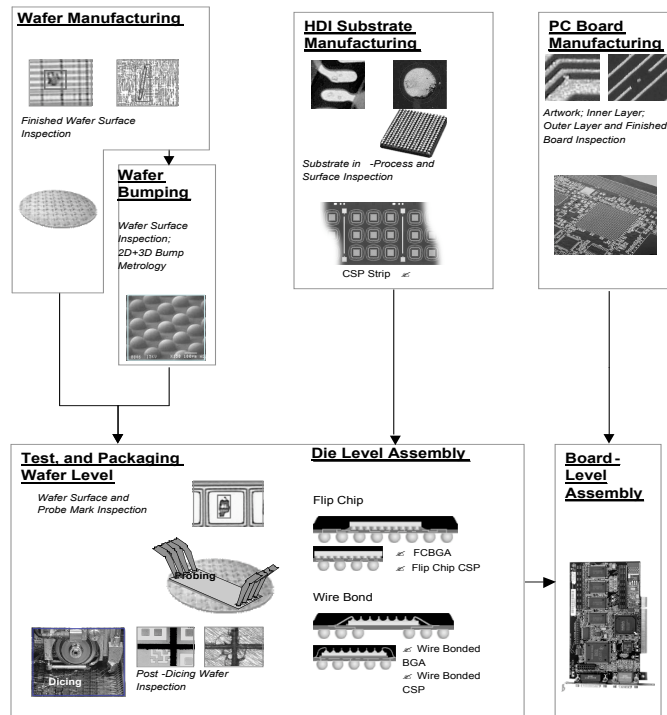 Wafer Manufacturing
Finished Wafer Surface
Inspection
Wafer
Bumping
Wafer Surface
Inspection;
2D+3D Bump
Metrology
HDI Substrate
Manufacturing
Substrate in -Process and
Surface Inspection
CSP Strip
PC Board
Manufacturing
Artwork; Inner Layer;
Outer Layer and Finished
Board Inspection
Test, and Packaging
Wafer Level
Wafer Surface and
Probe Mark Inspection
Probing
Dicing
Post -Dicing Wafer
Inspection
Die Level Assembly
Flip Chip
FCBGA
Flip Chip CSP
Wire Bond
Wire Bonded
BGA
Wire Bonded
CSP
Board-
Level
Assembly